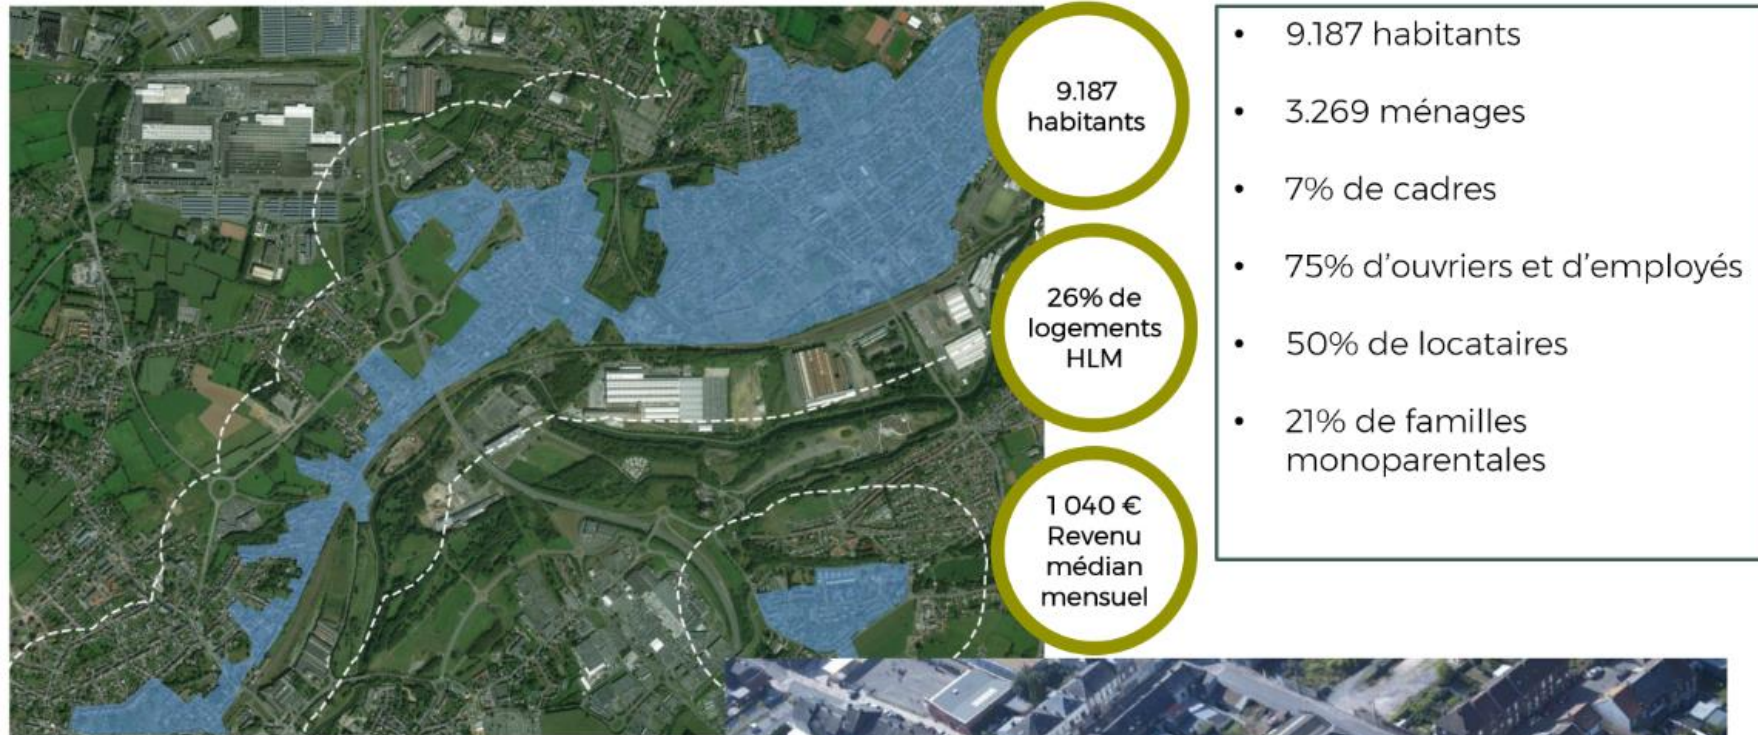 9.187
habitants
26% de
logements
HLM
1 040 €
Revenu
médian
mensuel
• 9.187 habitants
• 3.269 ménages
• 7% de cadres
• 75% d'ouvriers et d'employés
• 50% de locataires
• 21% de familles
monoparentales